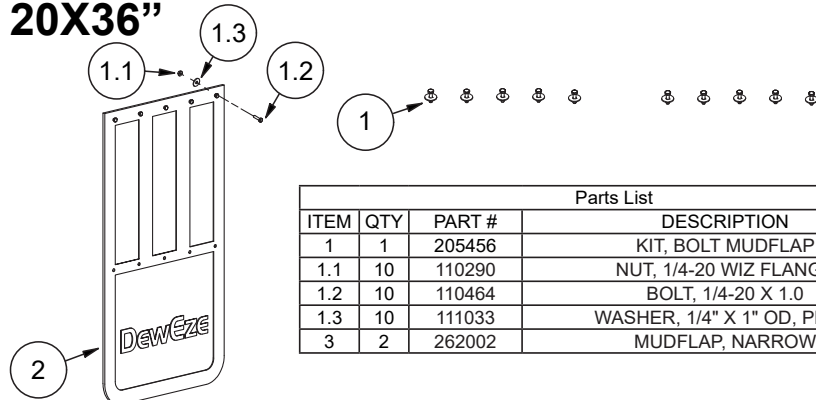 20X36”
1.1
1.3
1.2
1
2
DewEze
Parts List
ITEM QTY PART # DESCRIPTION
1 1 205456 KIT, BOLT MUDFLAP
1.1 10 110290 NUT, 1/4-20 WIZ
1.2 10 110464 BOLT, 1/4-20 X 1.0
1.3 10 111033 WASHER, 1/4" X 1" OD,
3 2 262002 MUDFLAP, NARROW